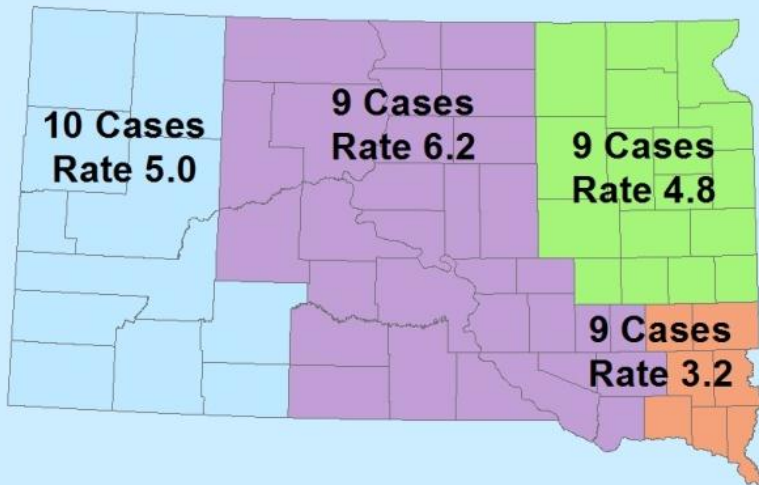 10 Cases
Rate 5.0
9 Cases
Rate 6.2
9 Cases
Rate 4.8
9 Cases
Rate 3.2